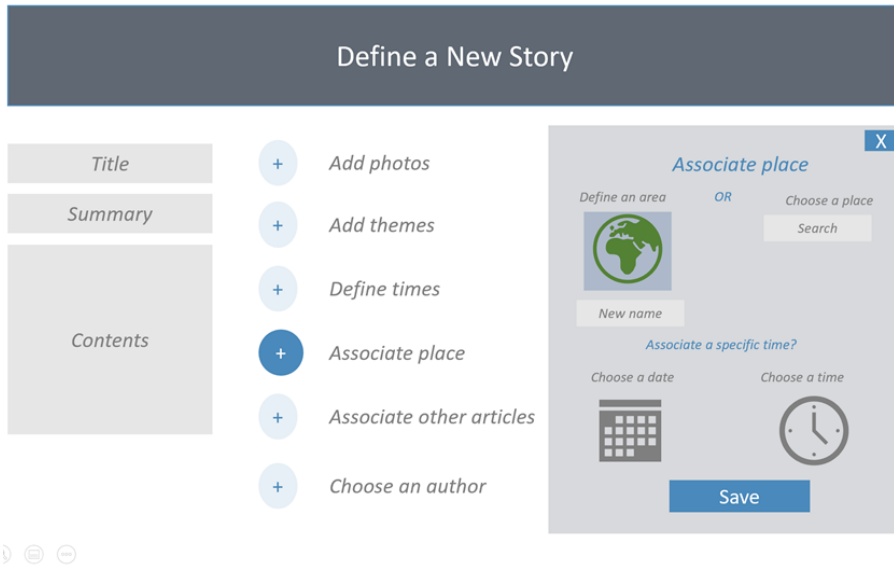 Define a New Story
Title
Summary
Contents
+ Add photos
+ Add themes
+ Define times
+ Associate place
+ Associate other articles
+ Choose an author
X
Associate place
Define an area
OR
Choose a place
Search
New name
Associate a specific time?
Choose a date
Choose a time
Save